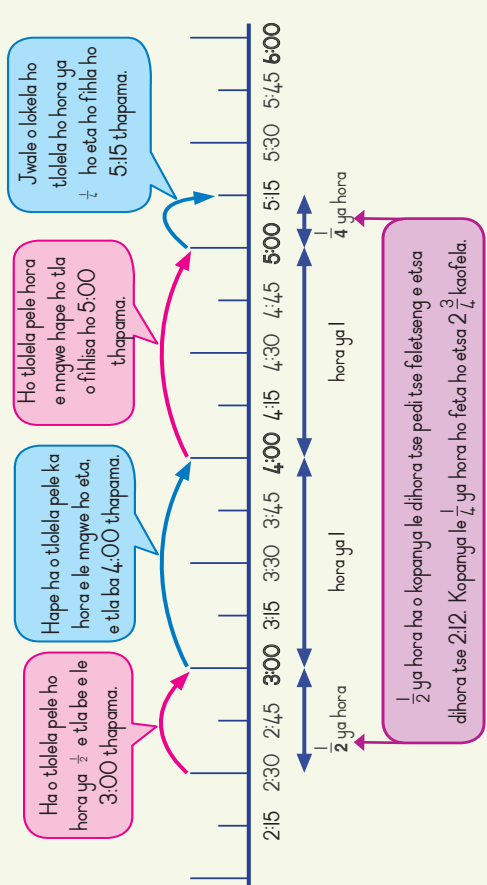 Ha o tlolela pele ho
hora ya 1/2 e tla be e le
3:00 thapama.
Hape ha o tlolela pele ka
hora e le nngwe ho eta,
e tla ba 4:00 thapama.
Ho tlolela pele hora
e nngwe hape ho tla
o fihlisa ho 5:00
thapama.
Jwale o lokela ho
tlolela ho hora ya
1/4 ho eta ho fihla ho
5:15 thapama.
2:15 2:30 2:45 3:00 3:15 3:30 3:45 4:00 4:15 4:30 4:45 5:00 5:15 5:30 5:45 6:00
1/2 ya hora
hora ya 1
hora ya 1
1/4 ya hora
1/2 ya hora ha o kopanya le dihora tse pedi tse feletseng e etsa
dihora tse 2:12. Kopanya le 1/4 ya hora ho feta ho etsa 2 3/4 kaofela.